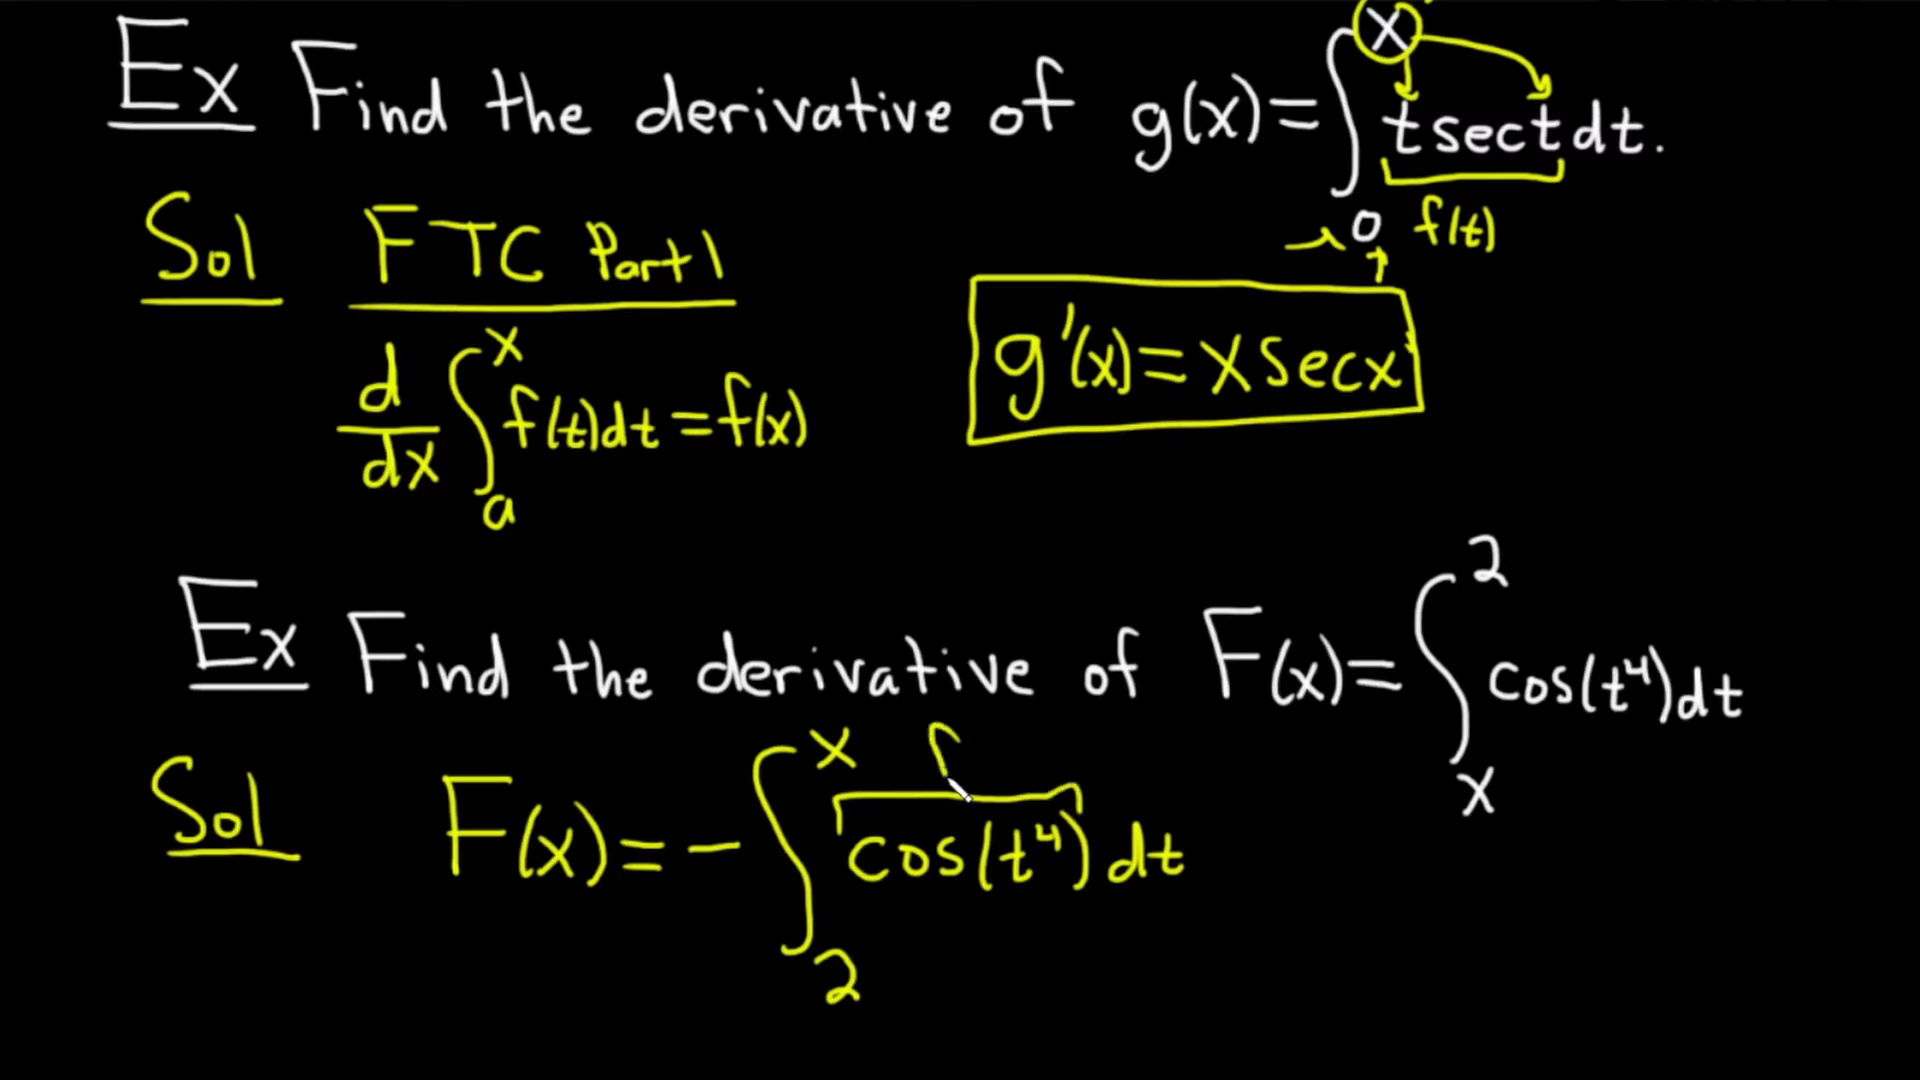 Ex Find the derivative of g(x) = ∫₀ˣ t sec t dt.
f(t)
Sol FTC Part 1
d/dx ∫ₐˣ f(t)dt = f(x)
g'(x) = x sec x
Ex Find the derivative of F(x) = ∫ₓ² cos(t⁴)dt
Sol F(x) = - ∫₂ˣ cos(t⁴) dt